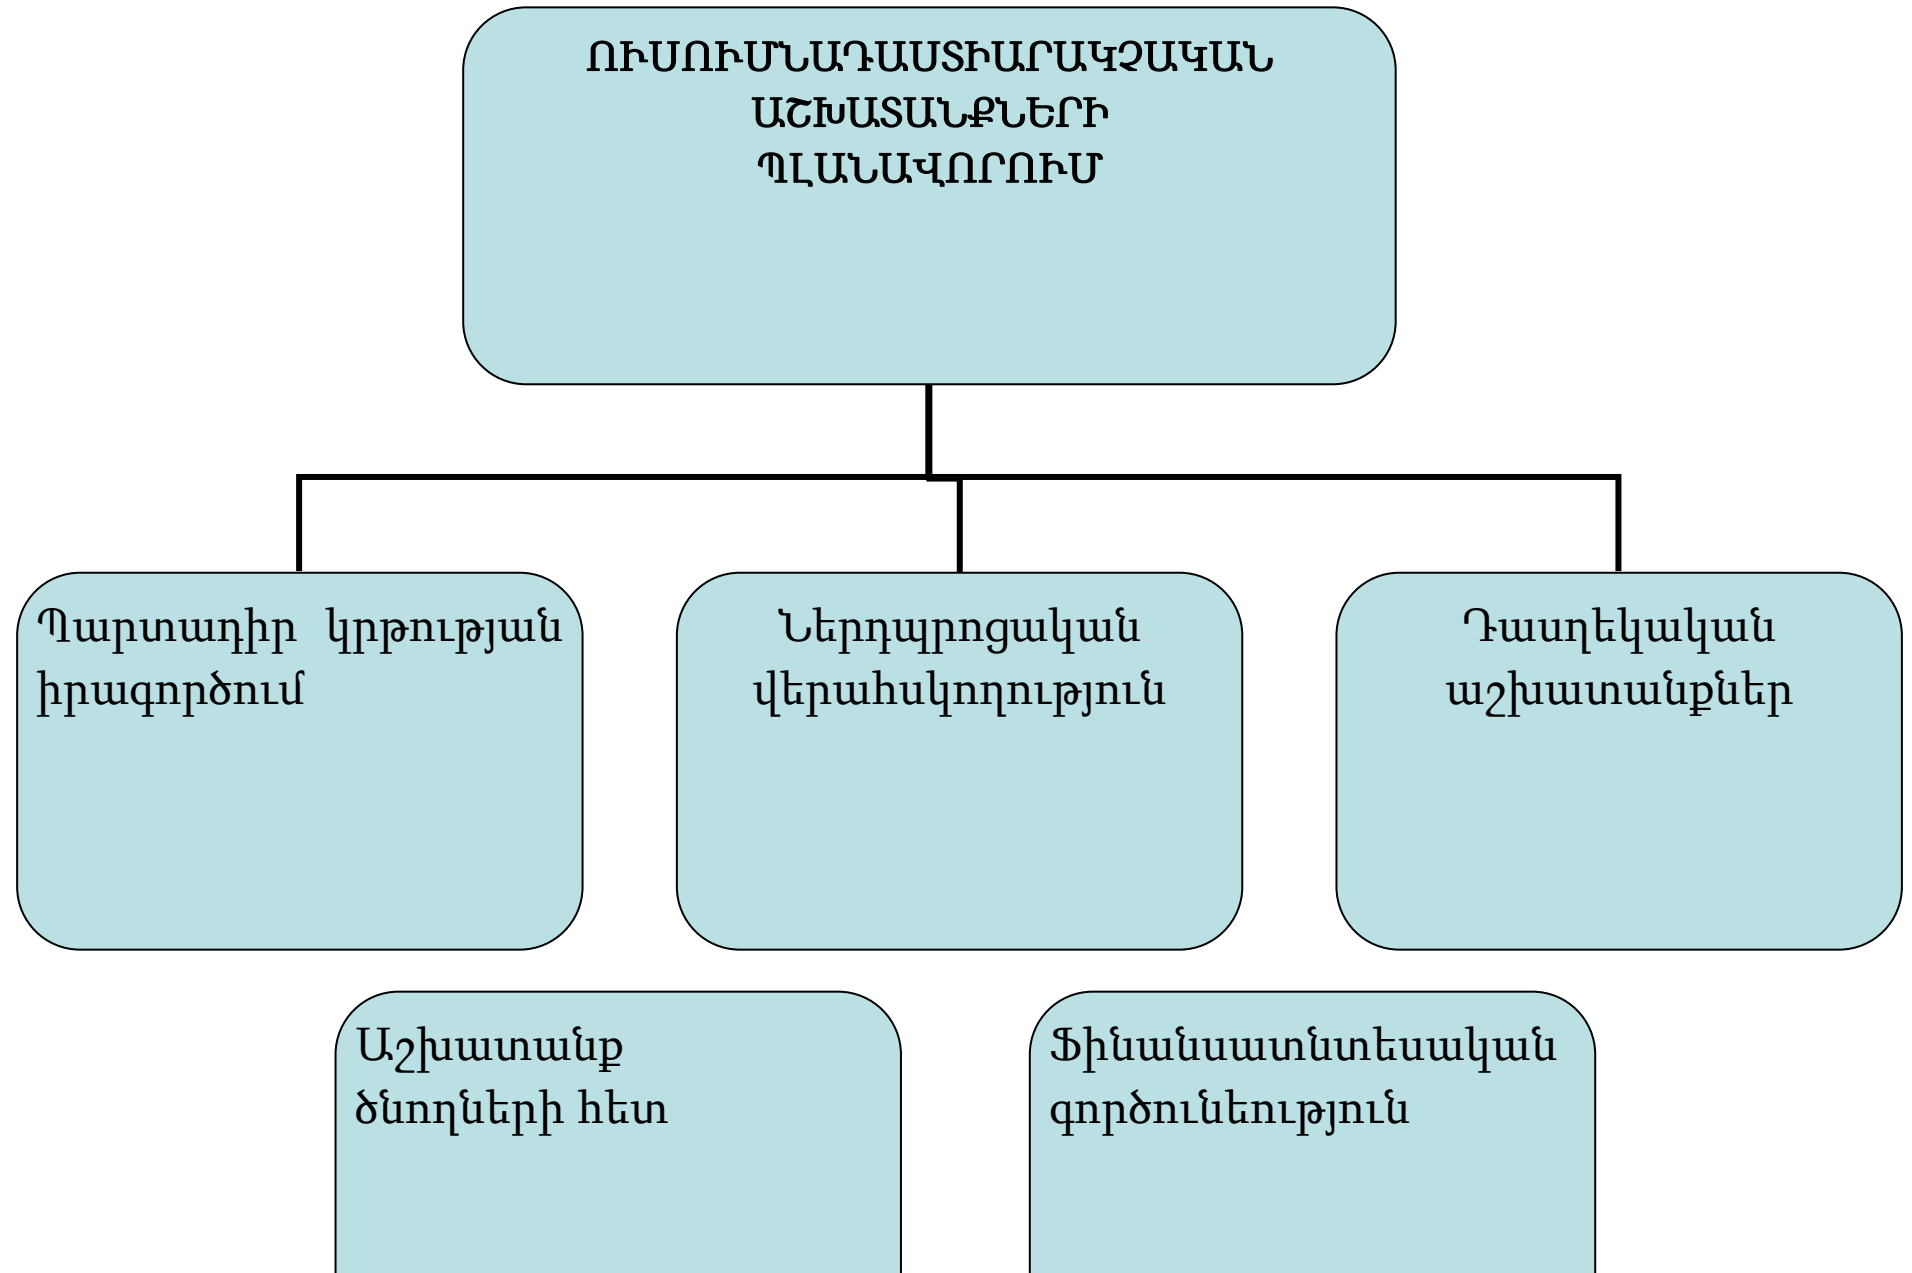 ՈՒՍՈՒՄՆԱԴԱՍՏԻԱՐԱԿՉԱԿԱՆ
ԱՇԽԱՏԱՆՔՆԵՐԻ
ՊԼԱՆԱՎՈՐՈՒՄ
Պարտադիր կրթության
իրագործում
Ներդպրոցական
վերահսկողություն
Դասղեկական
աշխատանքներ
Աշխատանք
ծնողների հետ
Ֆինանսատնտեսական
գործունեություն